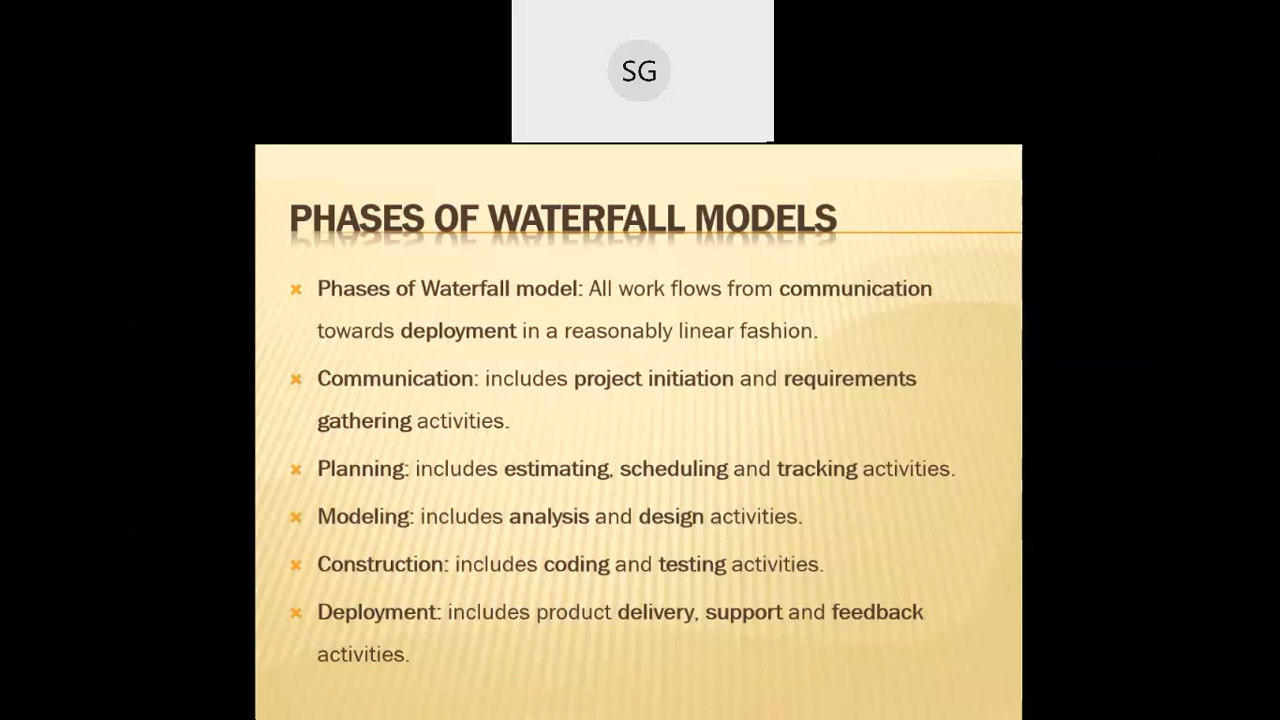 SG
PHASES OF WATERFALL MODELS
Phases of Waterfall model: All work flows from communication
towards deployment in a reasonably linear fashion.
Communication: includes project initiation and requirements
gathering activities.
Planning: includes estimating, scheduling and tracking activities.
Modeling: includes analysis and design activities.
Construction: includes coding and testing activities.
Deployment: includes product delivery, support and feedback
activities.